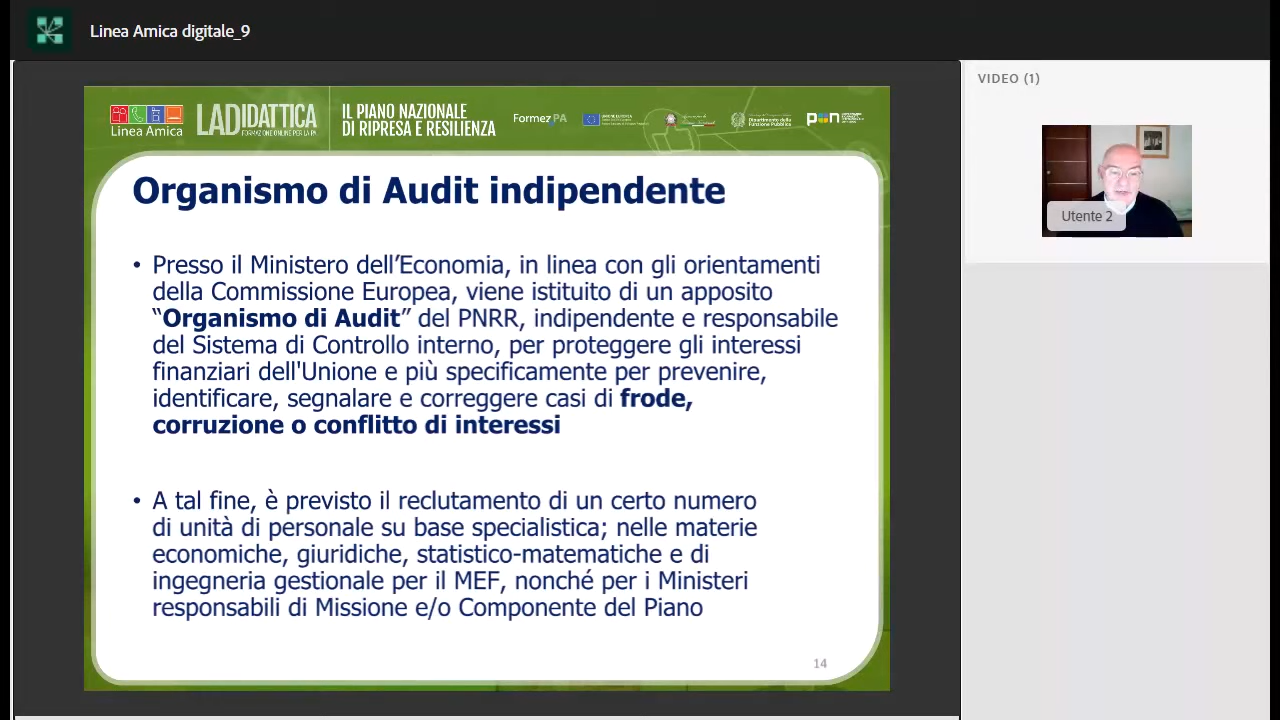 Linea Amica digitale_9
VIDEO (1)
Linea Amica
LADIDATTICA
FORMAZIONE ONLINE PER LA PA
IL PIANO NAZIONALE
DI RIPRESA E RESILIENZA
FormezPA
UNIONE EUROPEA
Dipartimento della
Funzione Pubblica
pon
Utente 2
Organismo di Audit indipendente
• Presso il Ministero dell’Economia, in linea con gli orientamenti
della Commissione Europea, viene istituito di un apposito
“Organismo di Audit” del PNRR, indipendente e responsabile
del Sistema di Controllo interno, per proteggere gli interessi
finanziari dell'Unione e più specificamente per prevenire,
identificare, segnalare e correggere casi di frode,
corruzione o conflitto di interessi
• A tal fine, è previsto il reclutamento di un certo numero
di unità di personale su base specialistica; nelle materie
economiche, giuridiche, statistico-matematiche e di
ingegneria gestionale per il MEF, nonché per i Ministeri
responsabili di Missione e/o Componente del Piano
14